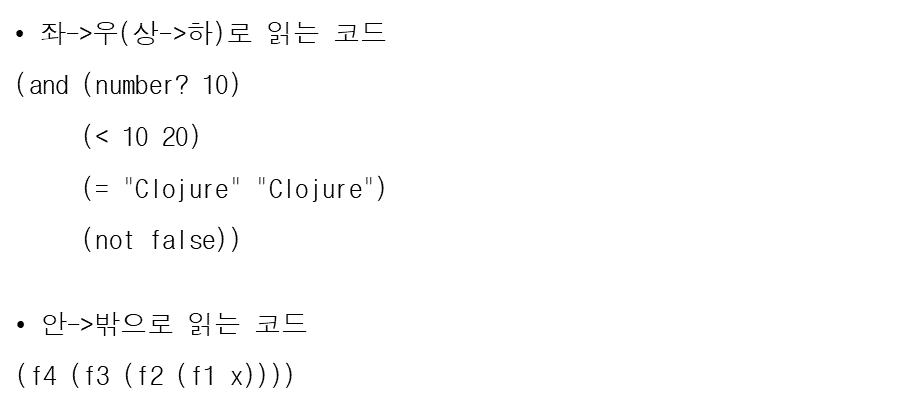 • 좌->우(상->하)로 읽는 코드
(and (number? 10)
(< 10 20)
(= "Clojure" "Clojure")
(not false))
• 안->밖으로 읽는 코드
(f4 (f3 (f2 (f1 x))))